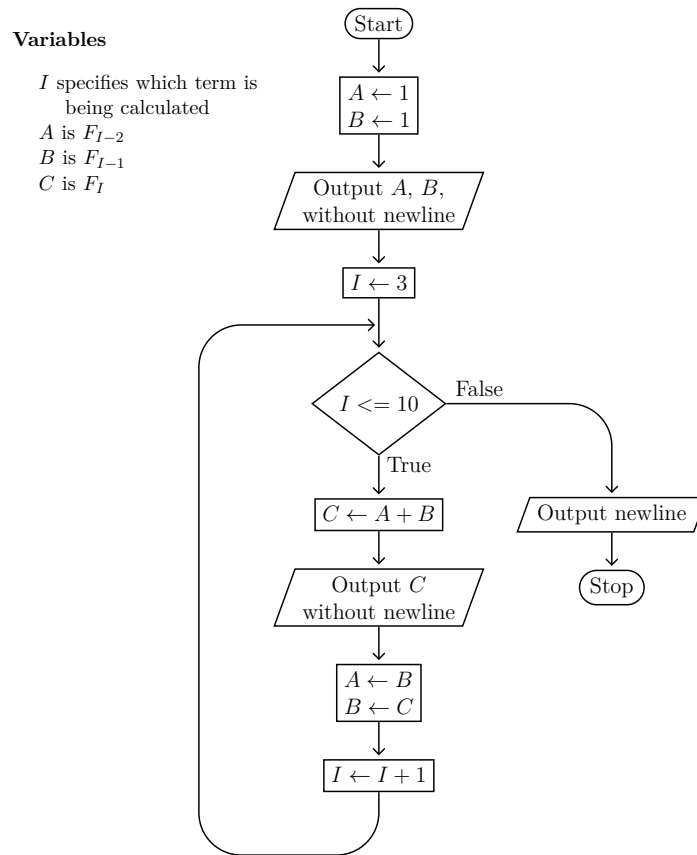 Variables
I specifies which term is
being calculated
A is F_{I−2}
B is F_{I−1}
C is F_I
Start
A ← 1
B ← 1
Output A, B,
without newline
I ← 3
I <= 10
False
True
C ← A + B
Output newline
Output C
without newline
Stop
A ← B
B ← C
I ← I + 1